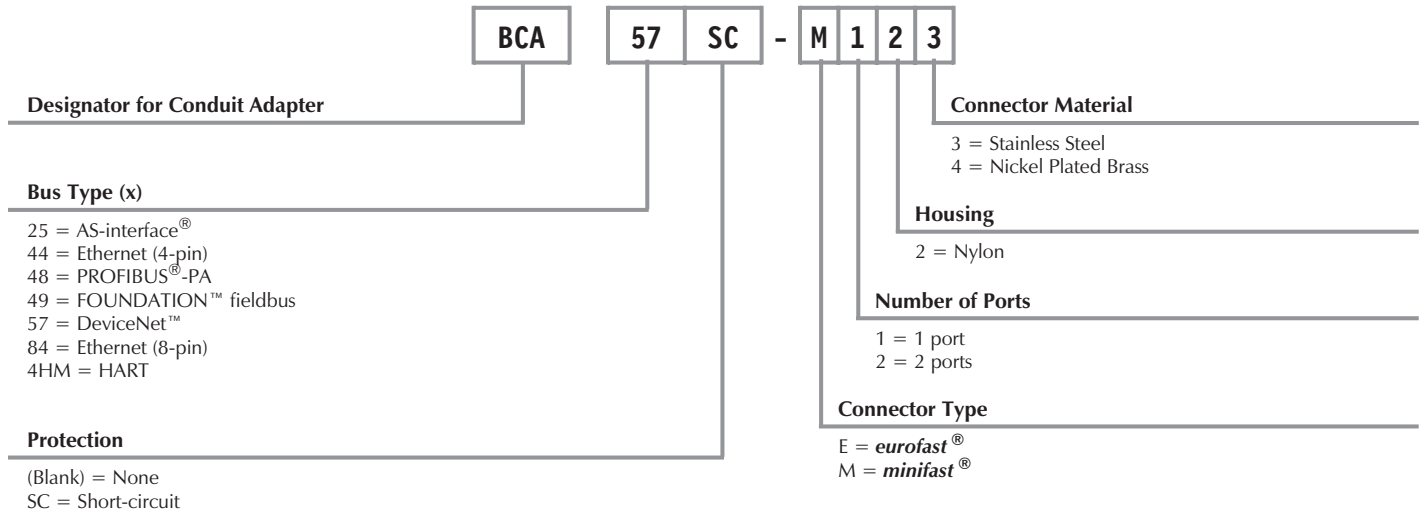 BCA 57 SC - M 1 2 3
Designator for Conduit Adapter
Bus Type (x)
25 = AS-interface®
44 = Ethernet (4-pin)
48 = PROFIBUS®-PA
49 = FOUNDATION™ fieldbus
57 = DeviceNet™
84 = Ethernet (8-pin)
4HM = HART
Protection
(Blank) = None
SC = Short-circuit
Connector Material
3 = Stainless Steel
4 = Nickel Plated Brass
Housing
2 = Nylon
Number of Ports
1 = 1 port
2 = 2 ports
Connector Type
E = eurofast®
M = minifast®